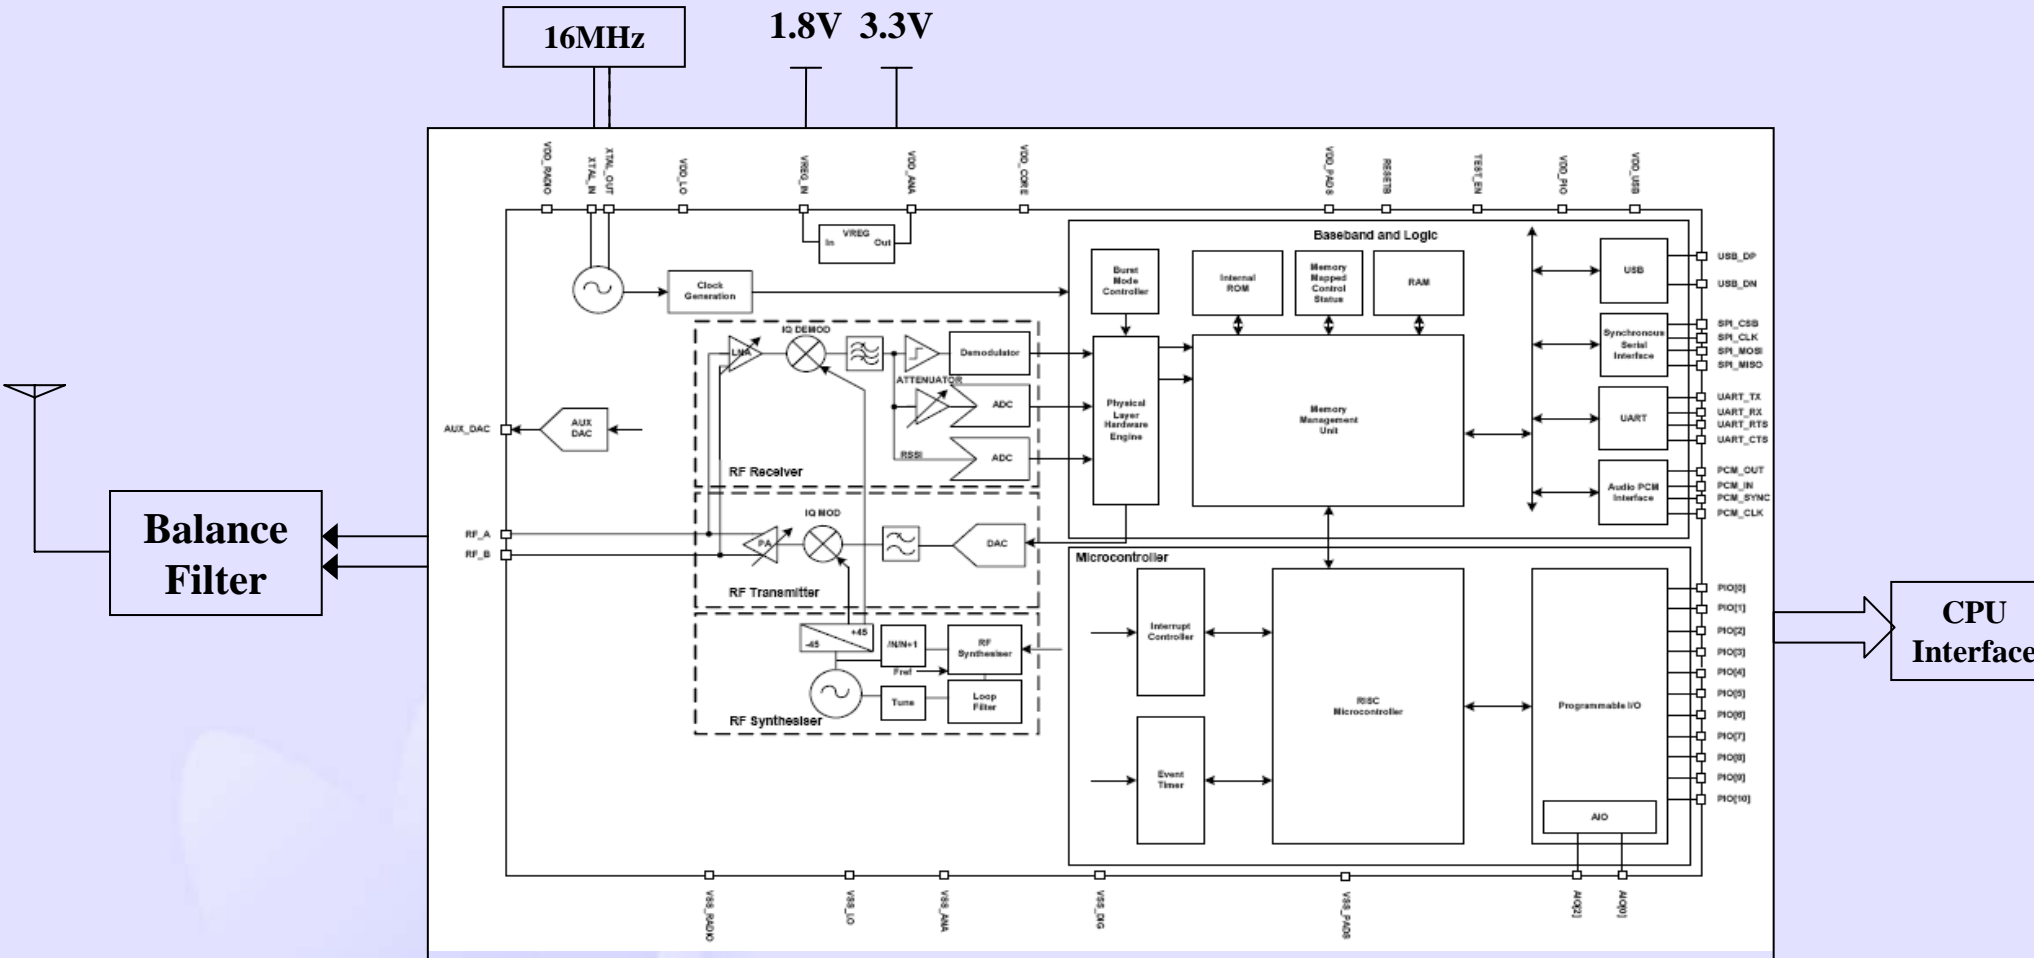 16MHz
1.8V 3.3V
VDD_RADIO
XTAL_IN
XTAL_OUT
VDD_LO
VREG_IN
VDD_ANA
VDD_CORE
VDD_PADS
RESETB
TEST_EN
VDD_PIO
VDD_USB
VREG
In
Out
Clock
Generation
Baseband and Logic
Burst
Mode
Controller
Internal
ROM
Memory
Mapped
Control
Status
RAM
USB
USB_DP
USB_DN
Synchronous
Serial
Interface
SPI_CSB
SPI_CLK
SPI_MOSI
SPI_MISO
IQ DEMOD
LNA
Demodulator
ATTENUATOR
ADC
RSSI
ADC
RF Receiver
Physical
Layer
Hardware
Engine
Memory
Management
Unit
UART
UART_TX
UART_RX
UART_RTS
UART_CTS
Audio PCM
Interface
PCM_OUT
PCM_IN
PCM_SYNC
PCM_CLK
AUX_DAC
AUX
DAC
Balance
Filter
RF_A
RF_B
IQ MOD
PA
DAC
RF Transmitter
+45
-45
/N/N+1
RF
Synthesiser
Fref
Tune
Loop
Filter
RF Synthesiser
Microcontroller
Interrupt
Controller
Event
Timer
RISC
Microcontroller
Programmable I/O
AIO
PIO[0]
PIO[1]
PIO[2]
PIO[3]
PIO[4]
PIO[5]
PIO[6]
PIO[7]
PIO[8]
PIO[9]
PIO[10]
CPU
Interface
VSS_RADIO
VSS_LO
VSS_ANA
VSS_DIG
VSS_PADS
AIO[2]
AIO[0]